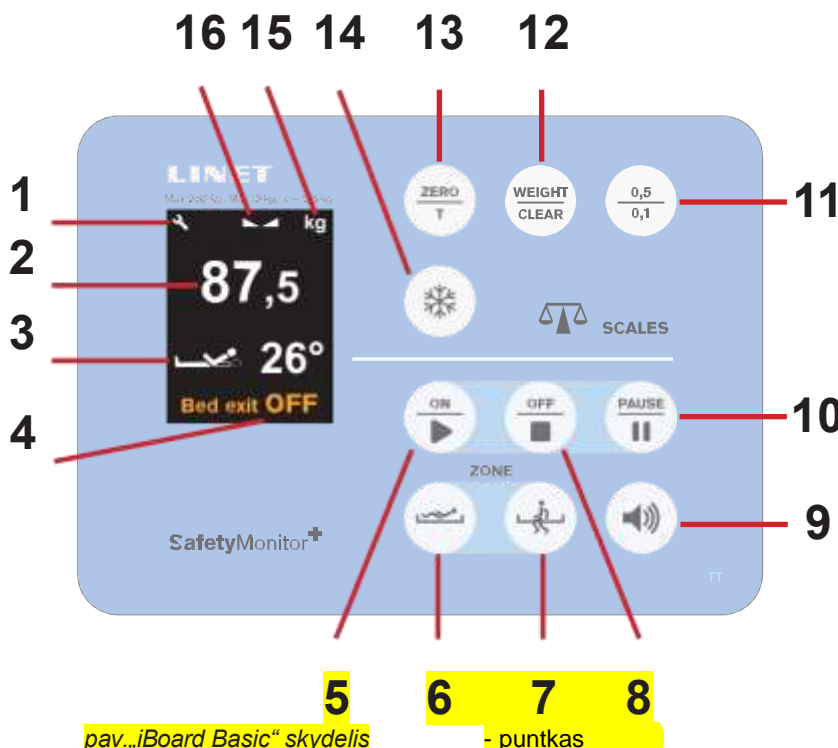 16 15 14 13 12
LINET
ZERO
T
WEIGHT
CLEAR
0,5
0,1
11
1
kg
2
87,5
SCALES
3
26°
4
Bed exit OFF
ON
OFF
PAUSE
10
ZONE
9
SafetyMonitor+
5 6 7 8
pav.„iBoard Basic“ skydelis - puntkas